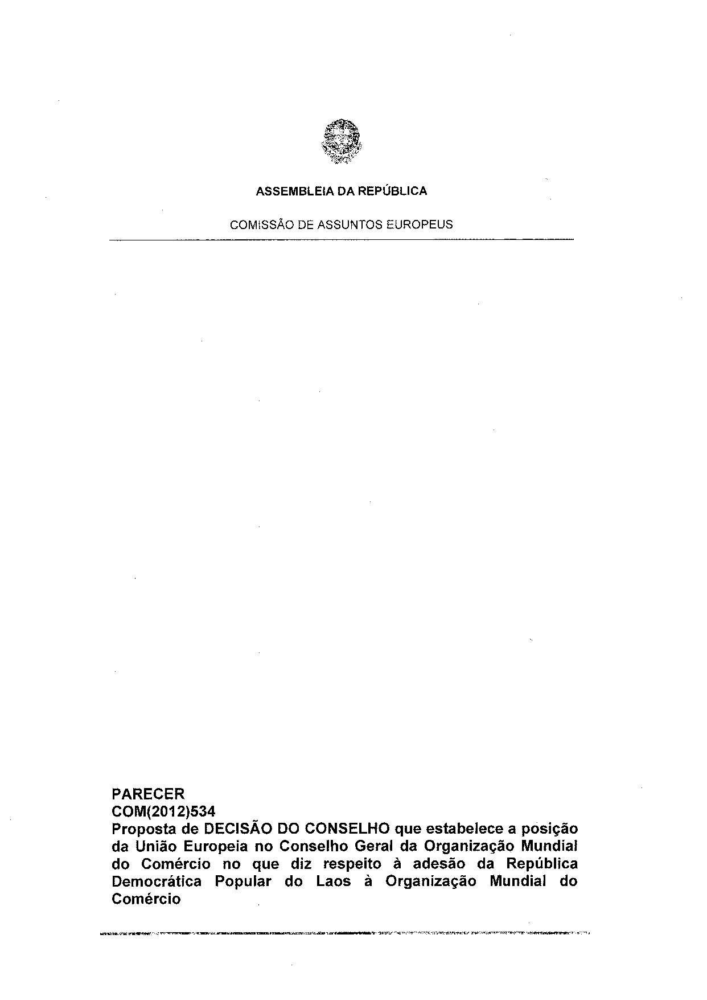 ASSEMBLEIA DA REPÚBLICA
COMISSÃO DE ASSUNTOS EUROPEUS
PARECER
COM(2012)534
Proposta de DECISÃO DO CONSELHO que estabelece a posição
da União Europeia no Conselho Geral da Organização Mundial
do Comércio no que diz respeito à adesão da República
Democrática Popular do Laos à Organização Mundial do
Comércio